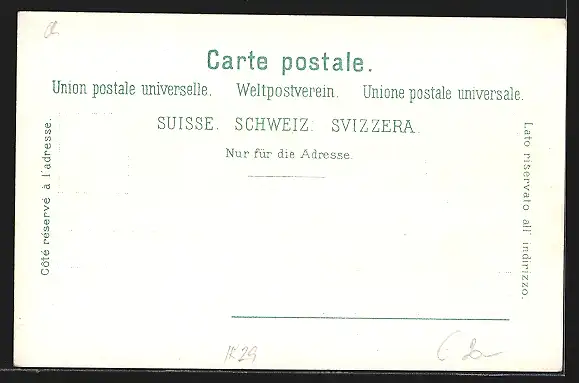 Carte postale.
Union postale universelle. Weltpostverein. Unione postale universale.
SUISSE. SCHWEIZ. SVIZZERA.
Nur für die Adresse.
Côté réservé à l'adresse.
Lato riservato all' indirizzo.